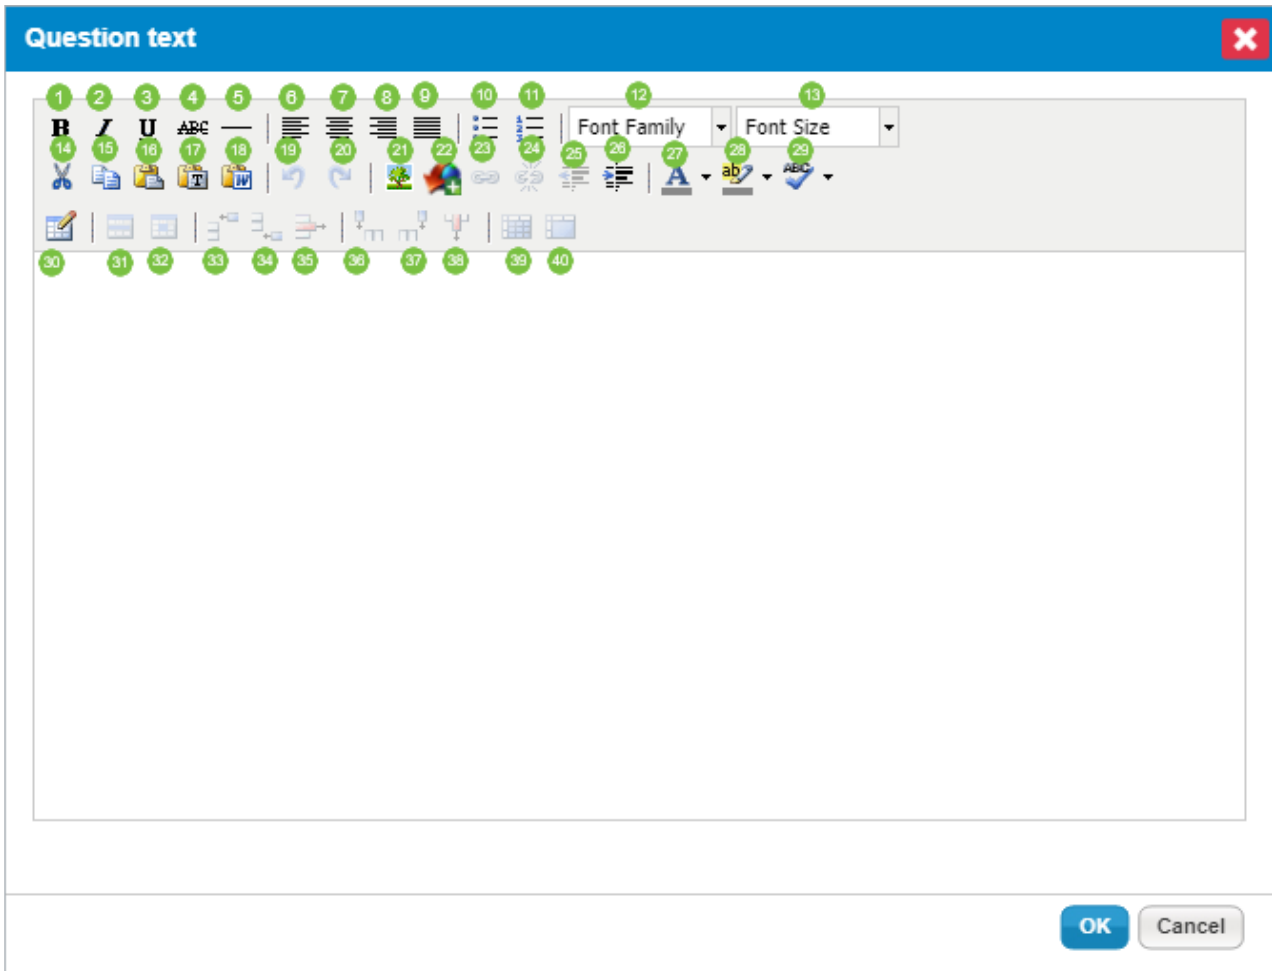 Question text
1 2 3 4 5 6 7 8 9 10 11 12 13
B I U ABC Font Family Font Size
14 15 16 17 18 19 20 21 22 23 24 25 26 27 28 29
T W A ab ABC
30 31 32 33 34 35 36 37 38 39 40
OK Cancel